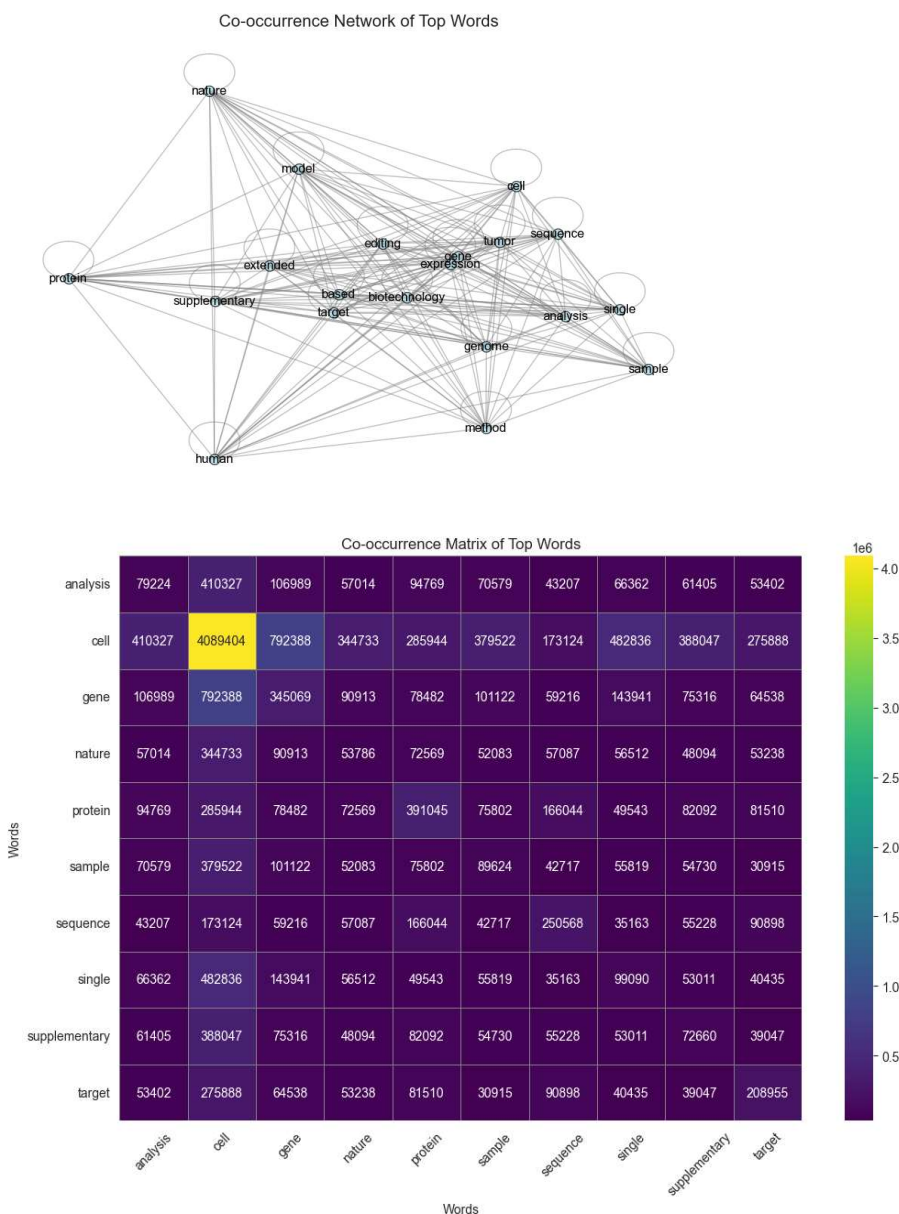 Co-occurrence Network of Top Words
nature
model
cell
sequence
editing
tumor
gene
expression
extended
protein
based
biotechnology
supplementary
target
single
analysis
genome
sample
method
human
Co-occurrence Matrix of Top Words
1e6
analysis 79224 410327 106989 57014 94769 70579 43207 66362 61405 53402
cell 410327 4089404 792388 344733 285944 379522 173124 482836 388047 275888
gene 106989 792388 345069 90913 78482 101122 59216 143941 75316 64538
nature 57014 344733 90913 53786 72569 52083 57087 56512 48094 53238
protein 94769 285944 78482 72569 391045 75802 166044 49543 82092 81510
sample 70579 379522 101122 52083 75802 89624 42717 55819 54730 30915
sequence 43207 173124 59216 57087 166044 42717 250568 35163 55228 90898
single 66362 482836 143941 56512 49543 55819 35163 99090 53011 40435
supplementary 61405 388047 75316 48094 82092 54730 55228 53011 72660 39047
target 53402 275888 64538 53238 81510 30915 90898 40435 39047 208955
analysis cell gene nature protein sample sequence single supplementary target
Words
Words
4.0
3.5
3.0
2.5
2.0
1.5
1.0
0.5